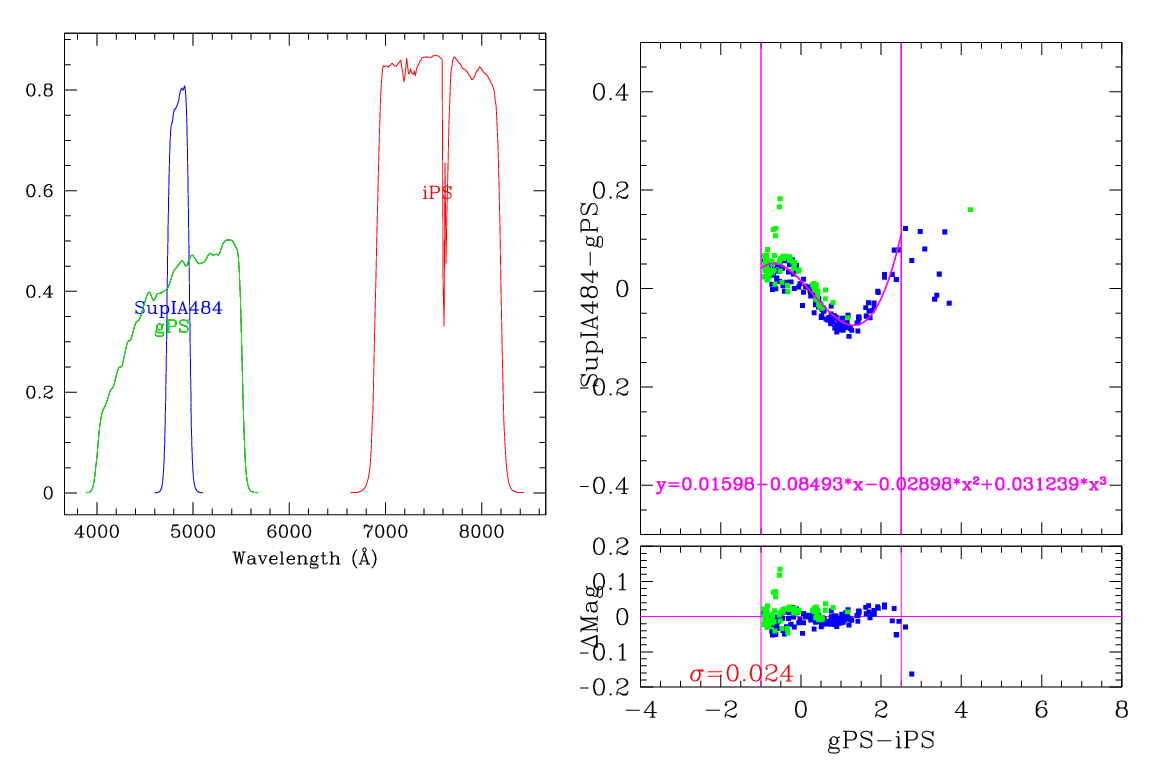 0.8
0.6
0.4
0.2
0
4000 5000 6000 7000 8000
Wavelength (Å)
SupIA484
gPS
iPS
0.4
0.2
0
-0.2
-0.4
SupIA484-gPS
y=0.01598-0.08493*x-0.02898*x²+0.031239*x³
0.2
0.1
0
-0.1
-0.2
ΔMag
σ=0.024
-4 -2 0 2 4 6 8
gPS-iPS